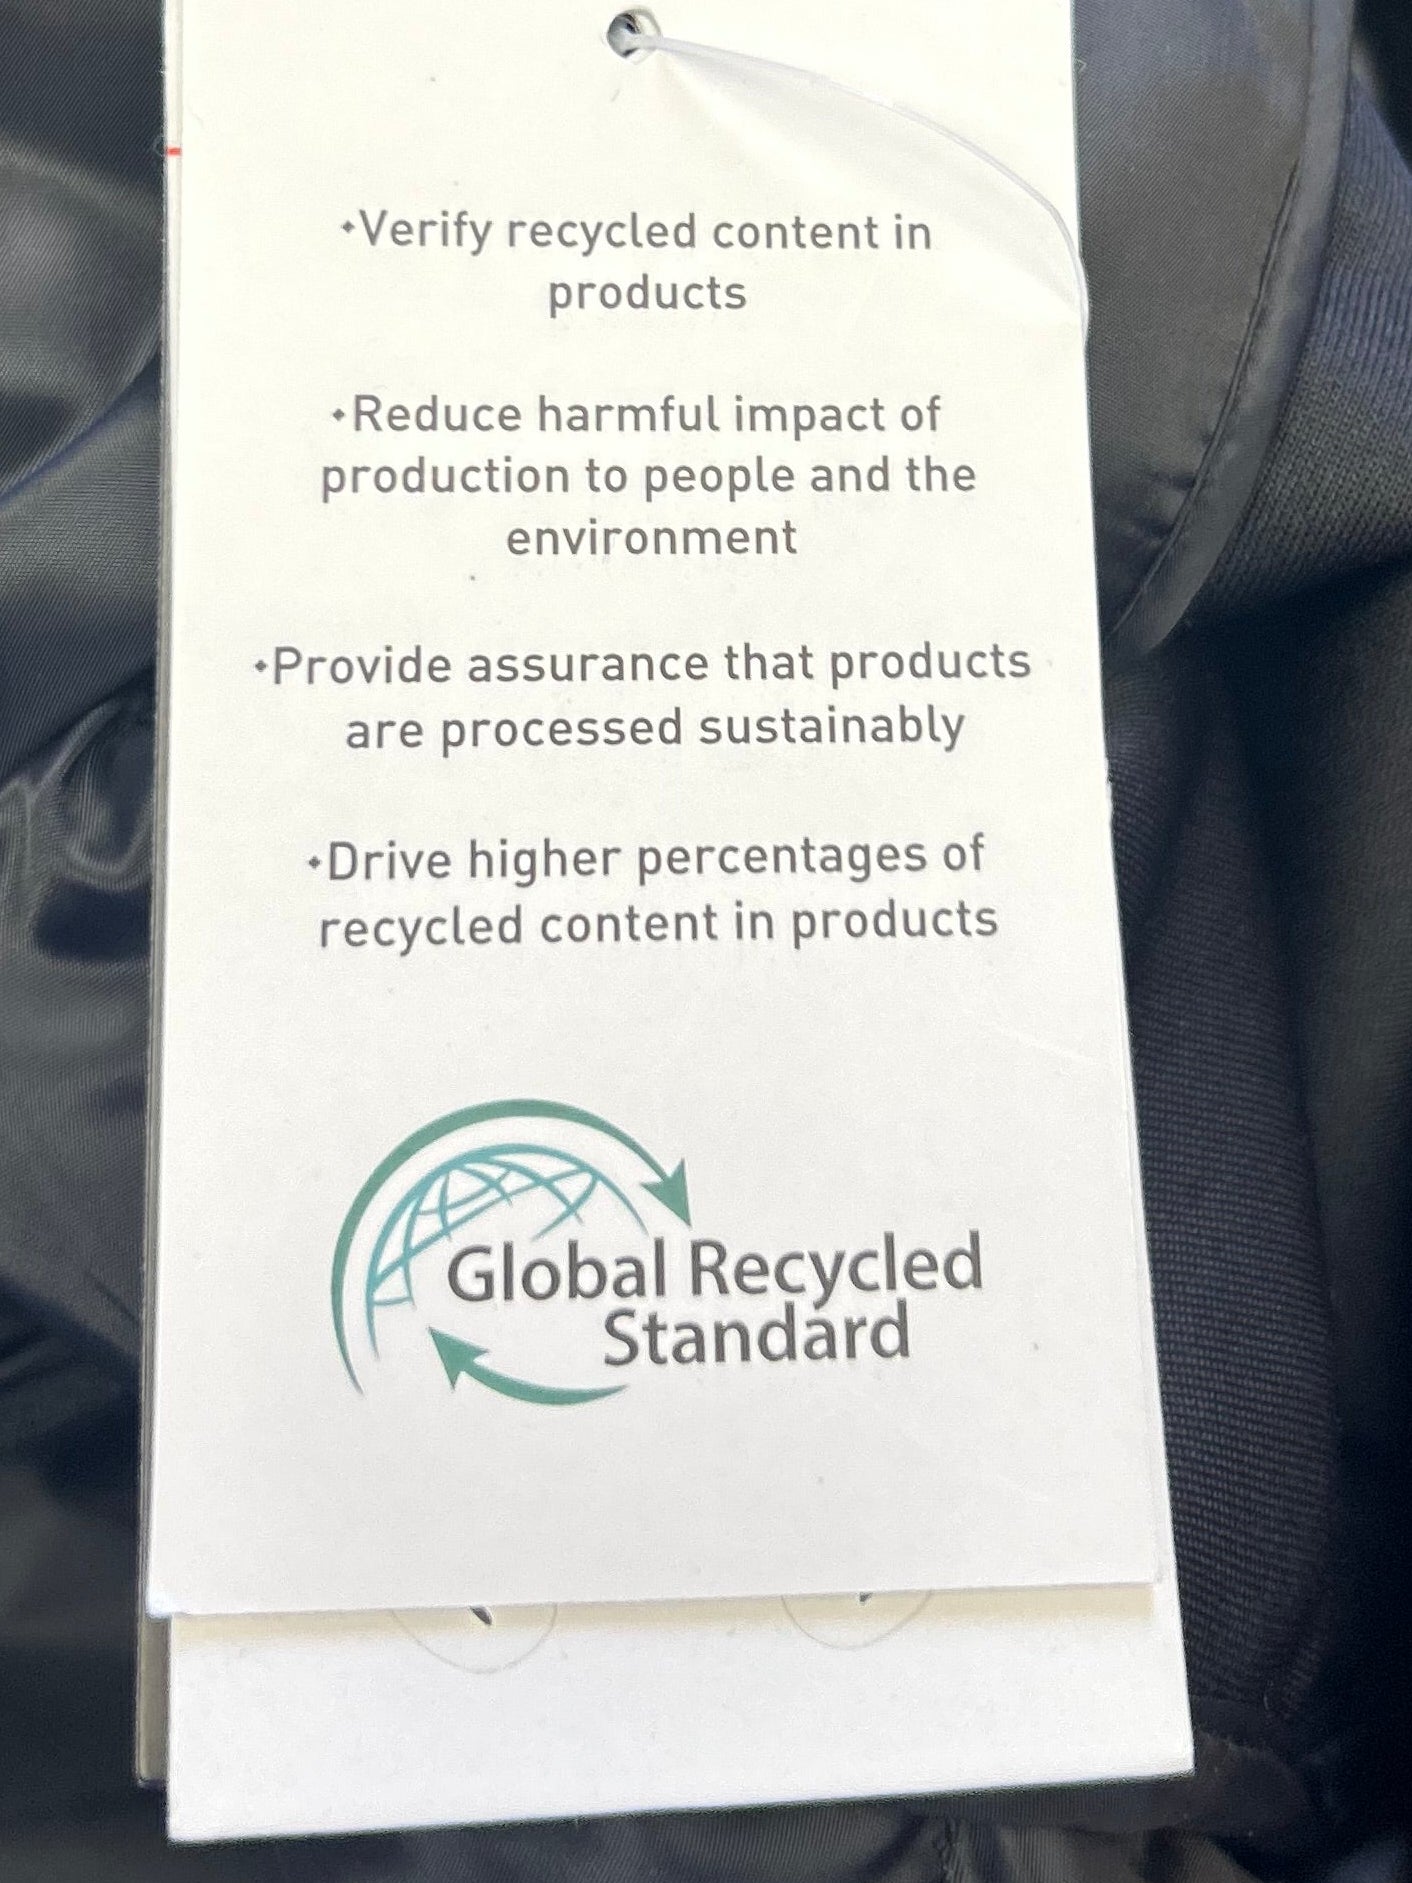 •Verify recycled content in
products
•Reduce harmful impact of
production to people and the
environment
•Provide assurance that products
are processed sustainably
•Drive higher percentages of
recycled content in products
Global Recycled
Standard